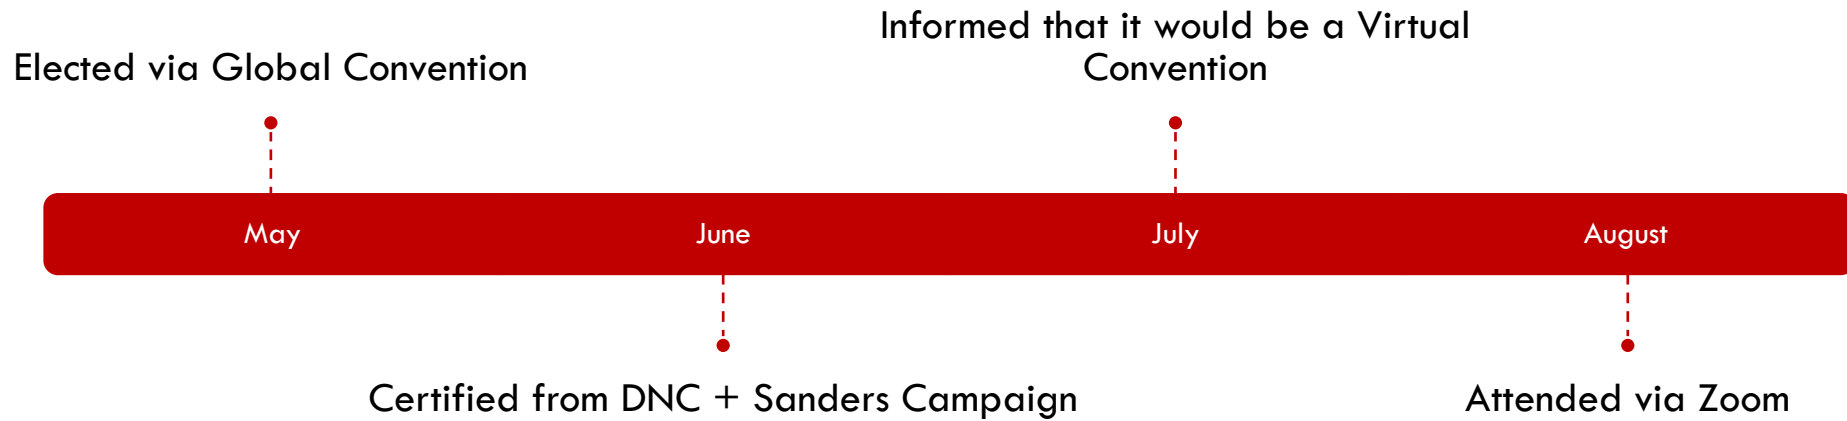 Informed that it would be a Virtual
Convention
Elected via Global Convention
May
June
July
August
Certified from DNC + Sanders Campaign
Attended via Zoom